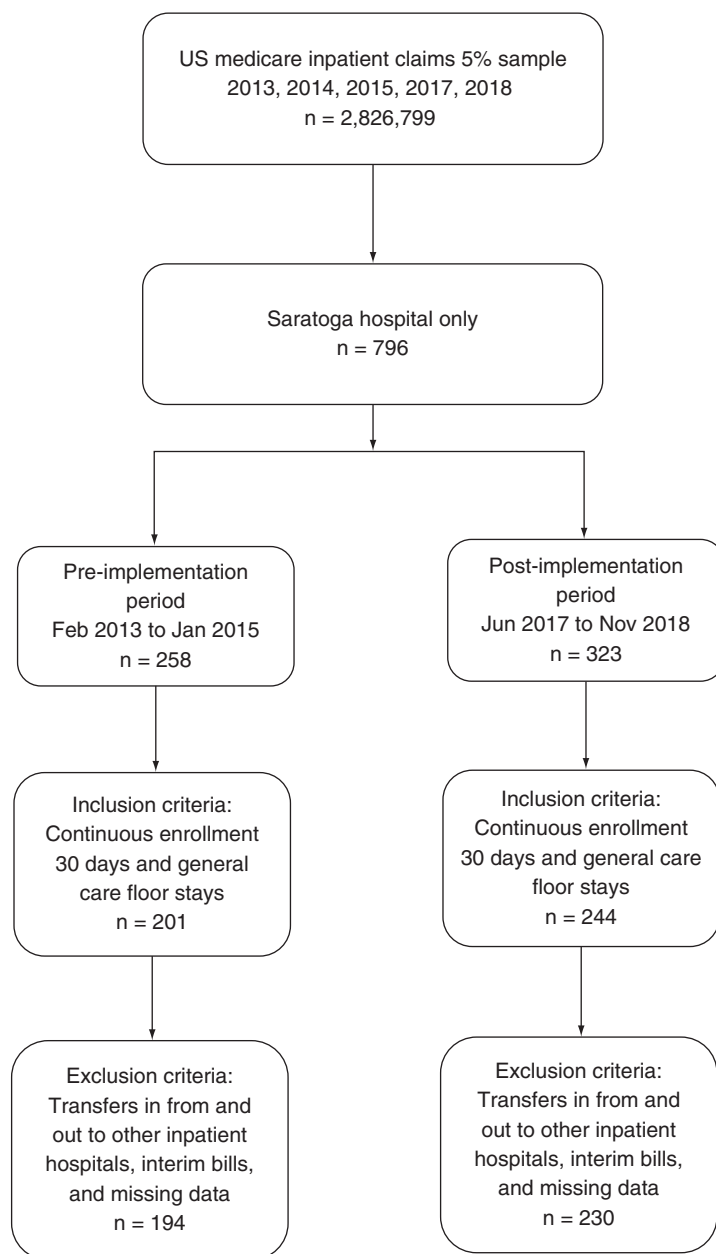 US medicare inpatient claims 5% sample
2013, 2014, 2015, 2017, 2018
n = 2,826,799
Saratoga hospital only
n = 796
Pre-implementation
period
Feb 2013 to Jan 2015
n = 258
Post-implementation
period
Jun 2017 to Nov 2018
n = 323
Inclusion criteria:
Continuous enrollment
30 days and general
care floor stays
n = 201
Inclusion criteria:
Continuous enrollment
30 days and general care
floor stays
n = 244
Exclusion criteria:
Transfers in from and
out to other inpatient
hospitals, interim bills,
and missing data
n = 194
Exclusion criteria:
Transfers in from and
out to other inpatient
hospitals, interim bills,
and missing data
n = 230